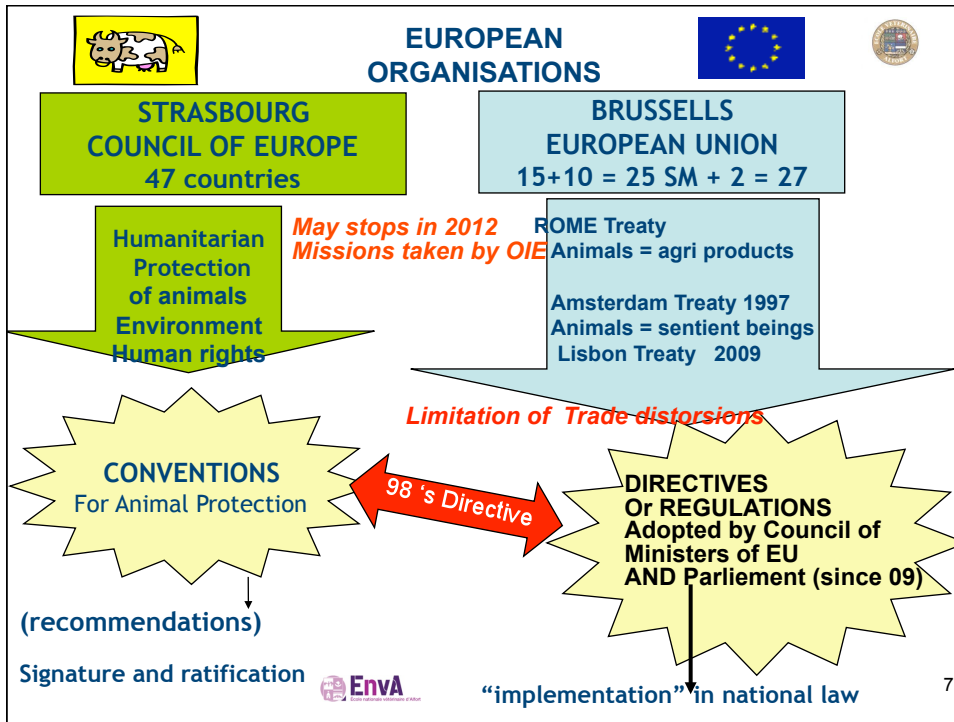 EUROPEAN
ORGANISATIONS
STRASBOURG
COUNCIL OF EUROPE
47 countries
BRUSSELLS
EUROPEAN UNION
15+10 = 25 SM + 2 = 27
Humanitarian
Protection
of animals
Environment
Human rights
May stops in 2012
Missions taken by OIE
ROME Treaty
Animals = agri products
Amsterdam Treaty 1997
Animals = sentient beings
Lisbon Treaty 2009
Limitation of Trade distorsions
CONVENTIONS
For Animal Protection
98 ‘s Directive
DIRECTIVES
Or REGULATIONS
Adopted by Council of
Ministers of EU
AND Parliement (since 09)
(recommendations)
Signature and ratification
EnvA
École nationale vétérinaire d'Alfort
“implementation” in national law
7